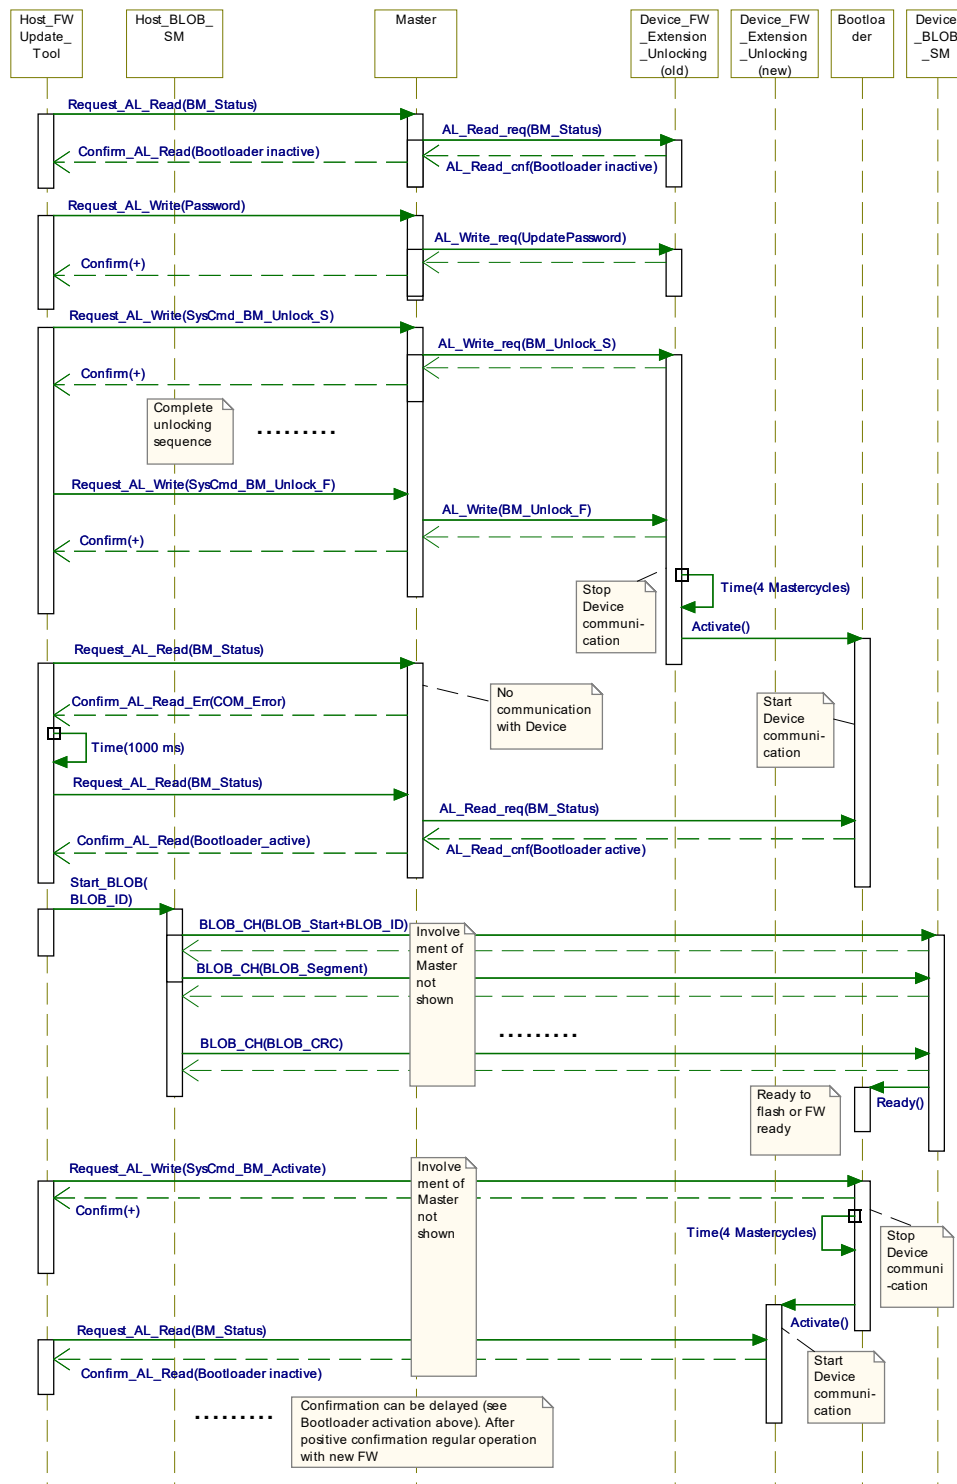 Host_FW
Update_
Tool
Host_BLOB_
SM
Master
Device_FW
_Extension
_Unlocking
(old)
Device_FW
_Extension
_Unlocking
(new)
Bootloa
der
Device
_BLOB
_SM
Request_AL_Read(BM_Status)
AL_Read_req(BM_Status)
Confirm_AL_Read(Bootloader inactive)
AL_Read_cnf(Bootloader inactive)
Request_AL_Write(Password)
AL_Write_req(UpdatePassword)
Confirm(+)
Request_AL_Write(SysCmd_BM_Unlock_S)
AL_Write_req(BM_Unlock_S)
Confirm(+)
Complete
unlocking
sequence
.........
Request_AL_Write(SysCmd_BM_Unlock_F)
AL_Write(BM_Unlock_F)
Confirm(+)
Stop
Device
communi-
cation
Time(4 Mastercycles)
Activate()
Request_AL_Read(BM_Status)
No
communication
with Device
Confirm_AL_Read_Err(COM_Error)
Start
Device
communi-
cation
Time(1000 ms)
Request_AL_Read(BM_Status)
AL_Read_req(BM_Status)
Confirm_AL_Read(Bootloader_active)
AL_Read_cnf(Bootloader active)
Start_BLOB(
BLOB_ID)
BLOB_CH(BLOB_Start+BLOB_ID)
Involve
ment of
Master
not
shown
BLOB_CH(BLOB_Segment)
.........
BLOB_CH(BLOB_CRC)
Ready to
flash or FW
ready
Ready()
Request_AL_Write(SysCmd_BM_Activate)
Involve
ment of
Master
not
shown
Confirm(+)
Time(4 Mastercycles)
Stop
Device
communi
-cation
Activate()
Request_AL_Read(BM_Status)
Start
Device
communi-
cation
Confirm_AL_Read(Bootloader inactive)
.........
Confirmation can be delayed (see
Bootloader activation above). After
positive confirmation regular operation
with new FW